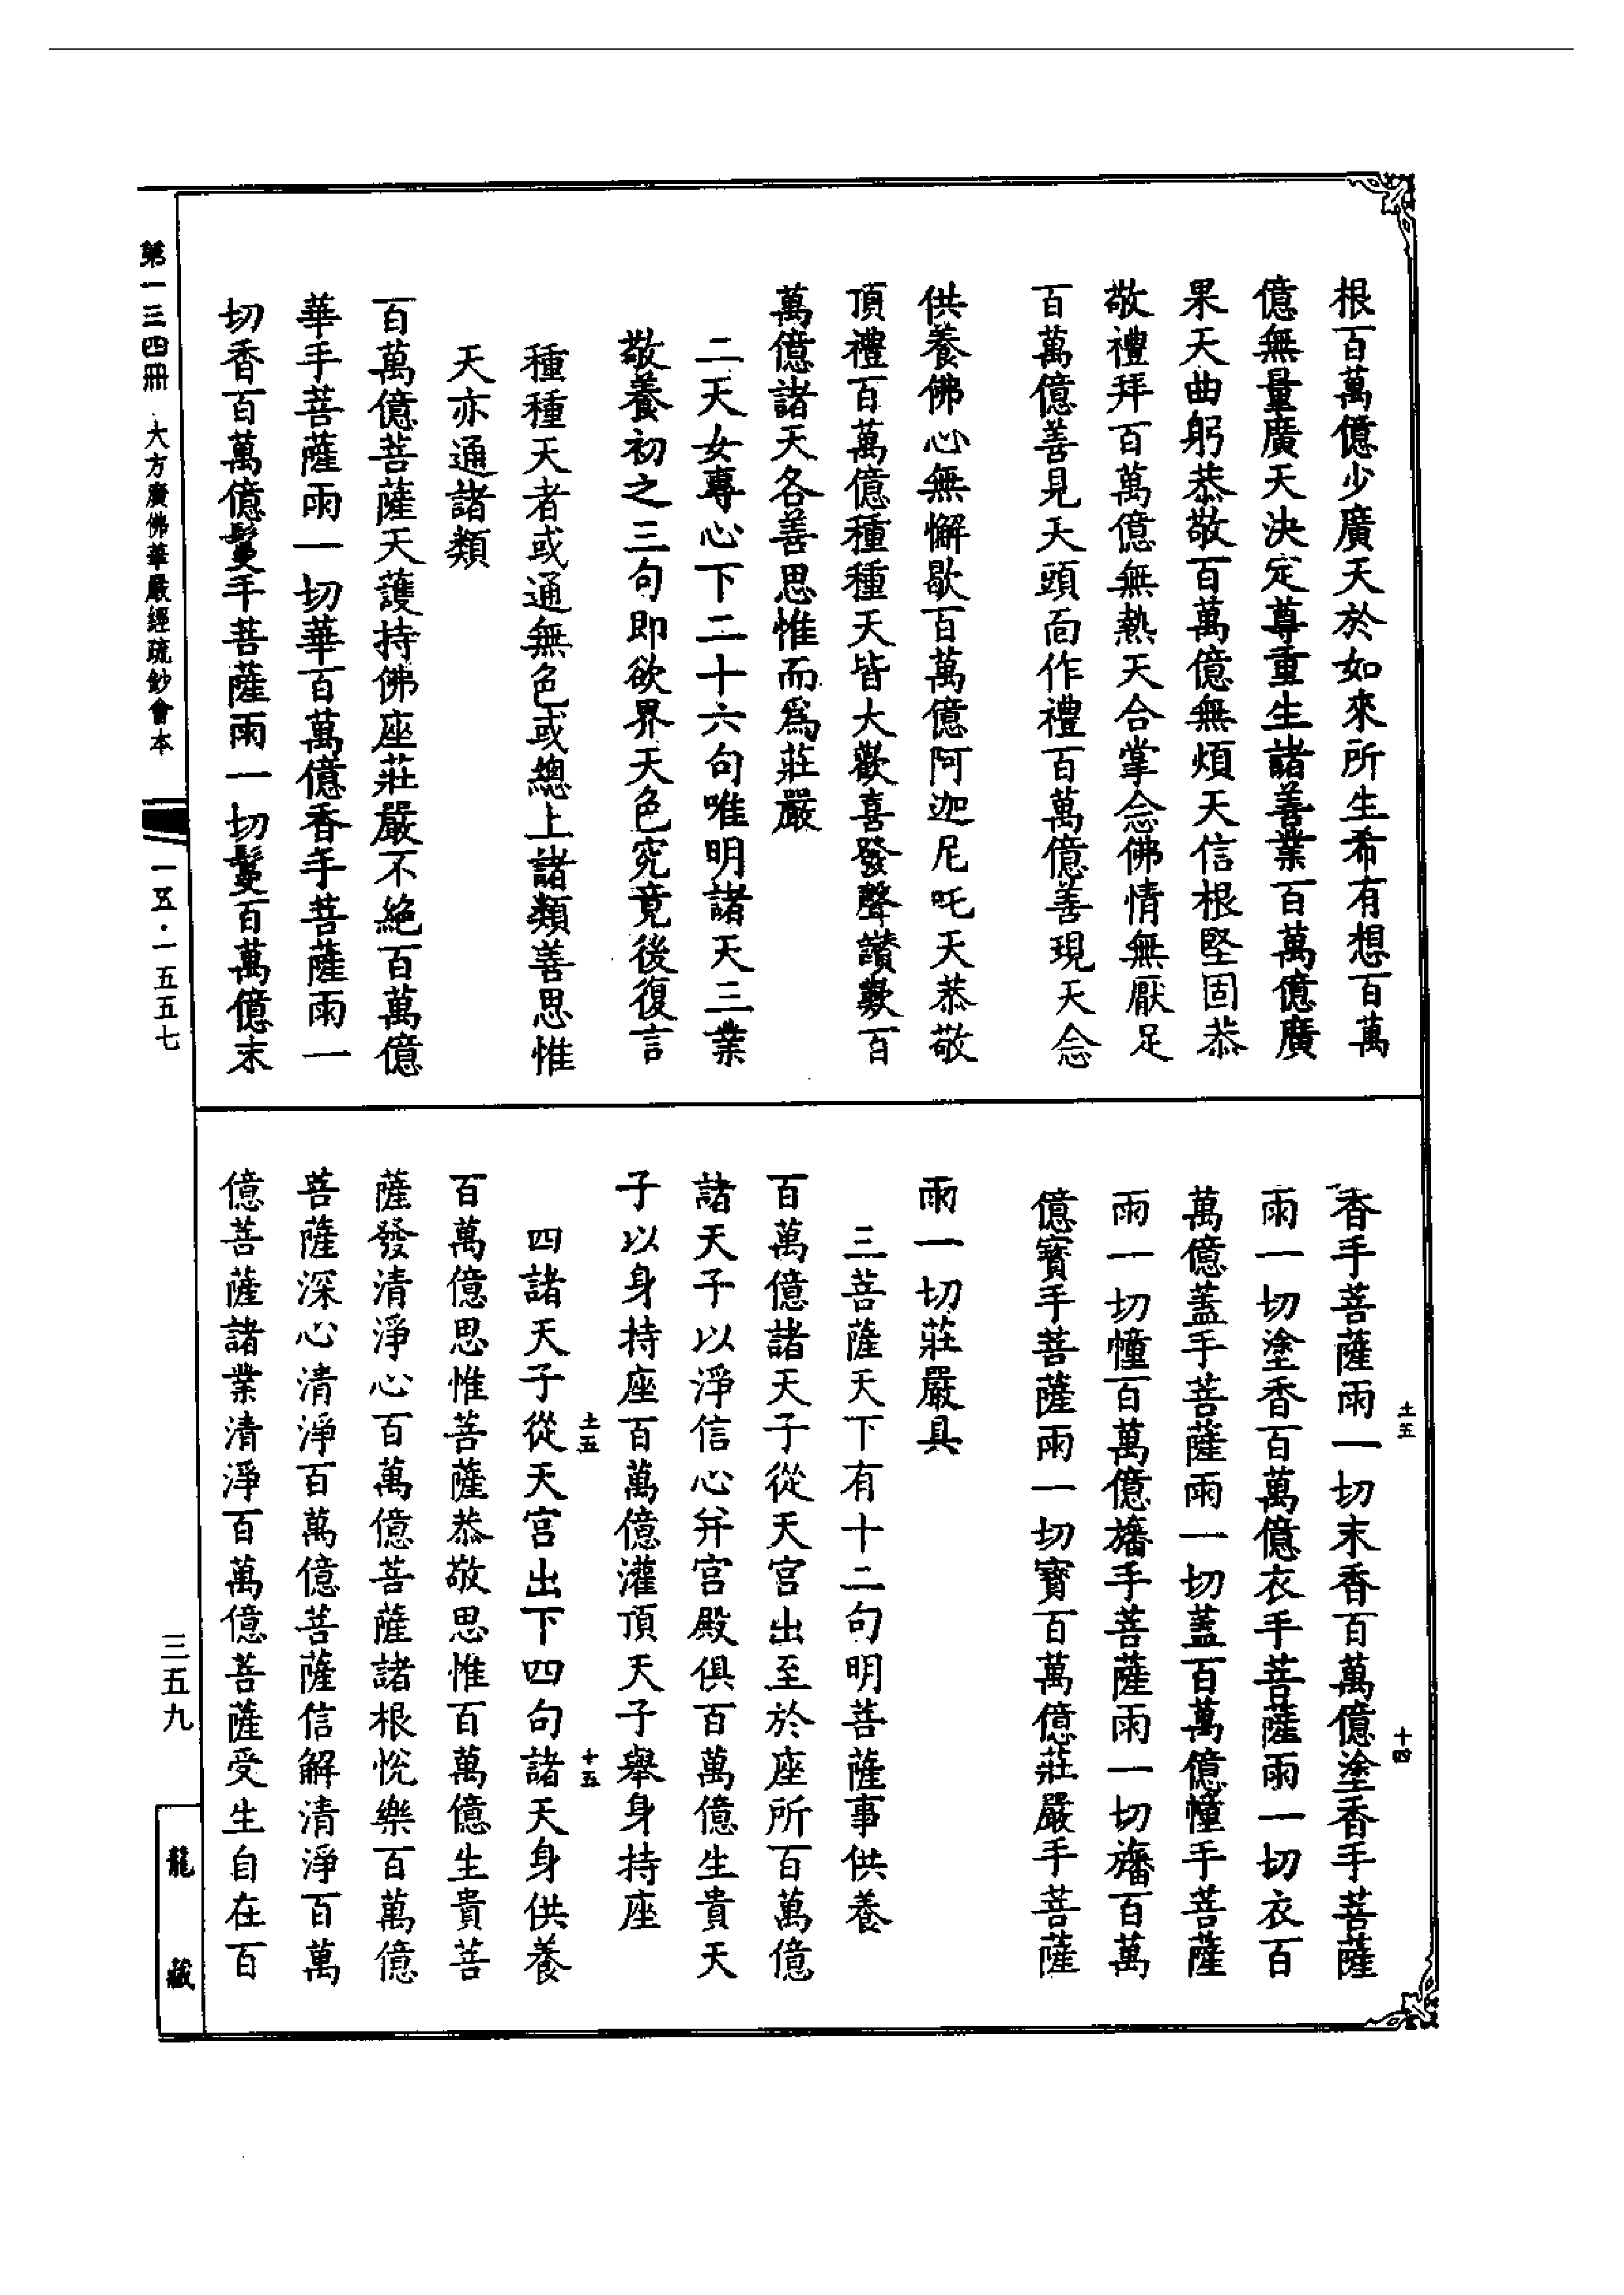 根百萬億少廣天於如來所生希有想百萬
億無量廣天決定尊重生諸善業百萬億廣
果天曲躬恭敬百萬億無煩天信根堅固恭
敬禮拜百萬億無熱天合掌念佛情無厭足
百萬億善見天頭面作禮百萬億善現天念
供養佛心無懈歇百萬億阿迦尼吒天恭敬
頂禮百萬億種種天皆大歡喜發聲讚歎百
萬億諸天各善思惟而爲莊嚴
二天女專心下二十六句唯明諸天三業
敬養初之三句即欲界天色究竟後復言
種種天者或通無色或總上諸類善思惟
天亦通諸類
百萬億菩薩天護持佛座莊嚴不絕百萬億
華手菩薩雨一切華百萬億香手菩薩雨一
切香百萬億鬘手菩薩雨一切鬘百萬億末
香手菩薩雨一切末香百萬億塗香手菩薩
雨一切塗香百萬億衣手菩薩雨一切衣百
萬億蓋手菩薩雨一切蓋百萬億幢手菩薩
雨一切幢百萬億旛手菩薩雨一切旛百萬
億寶手菩薩雨一切寶百萬億莊嚴手菩薩
雨一切莊嚴具
三菩薩天下有十二句明菩薩事供養
百萬億諸天子從天宮出至於座所百萬億
諸天子以淨信心并宮殿俱百萬億生貴天
子以身持座百萬億灌頂天子舉身持座
四諸天子從天宮出下四句諸天身供養
百萬億思惟菩薩恭敬思惟百萬億生貴菩
薩發清淨心百萬億菩薩諸根悅樂百萬億
菩薩深心清淨百萬億菩薩信解清淨百萬
億菩薩諸業清淨百萬億菩薩受生自在百
土五
十四
土五
十五
第一三四冊 大方廣佛華嚴經疏鈔會本
一五·一五五七
三五九
龍藏